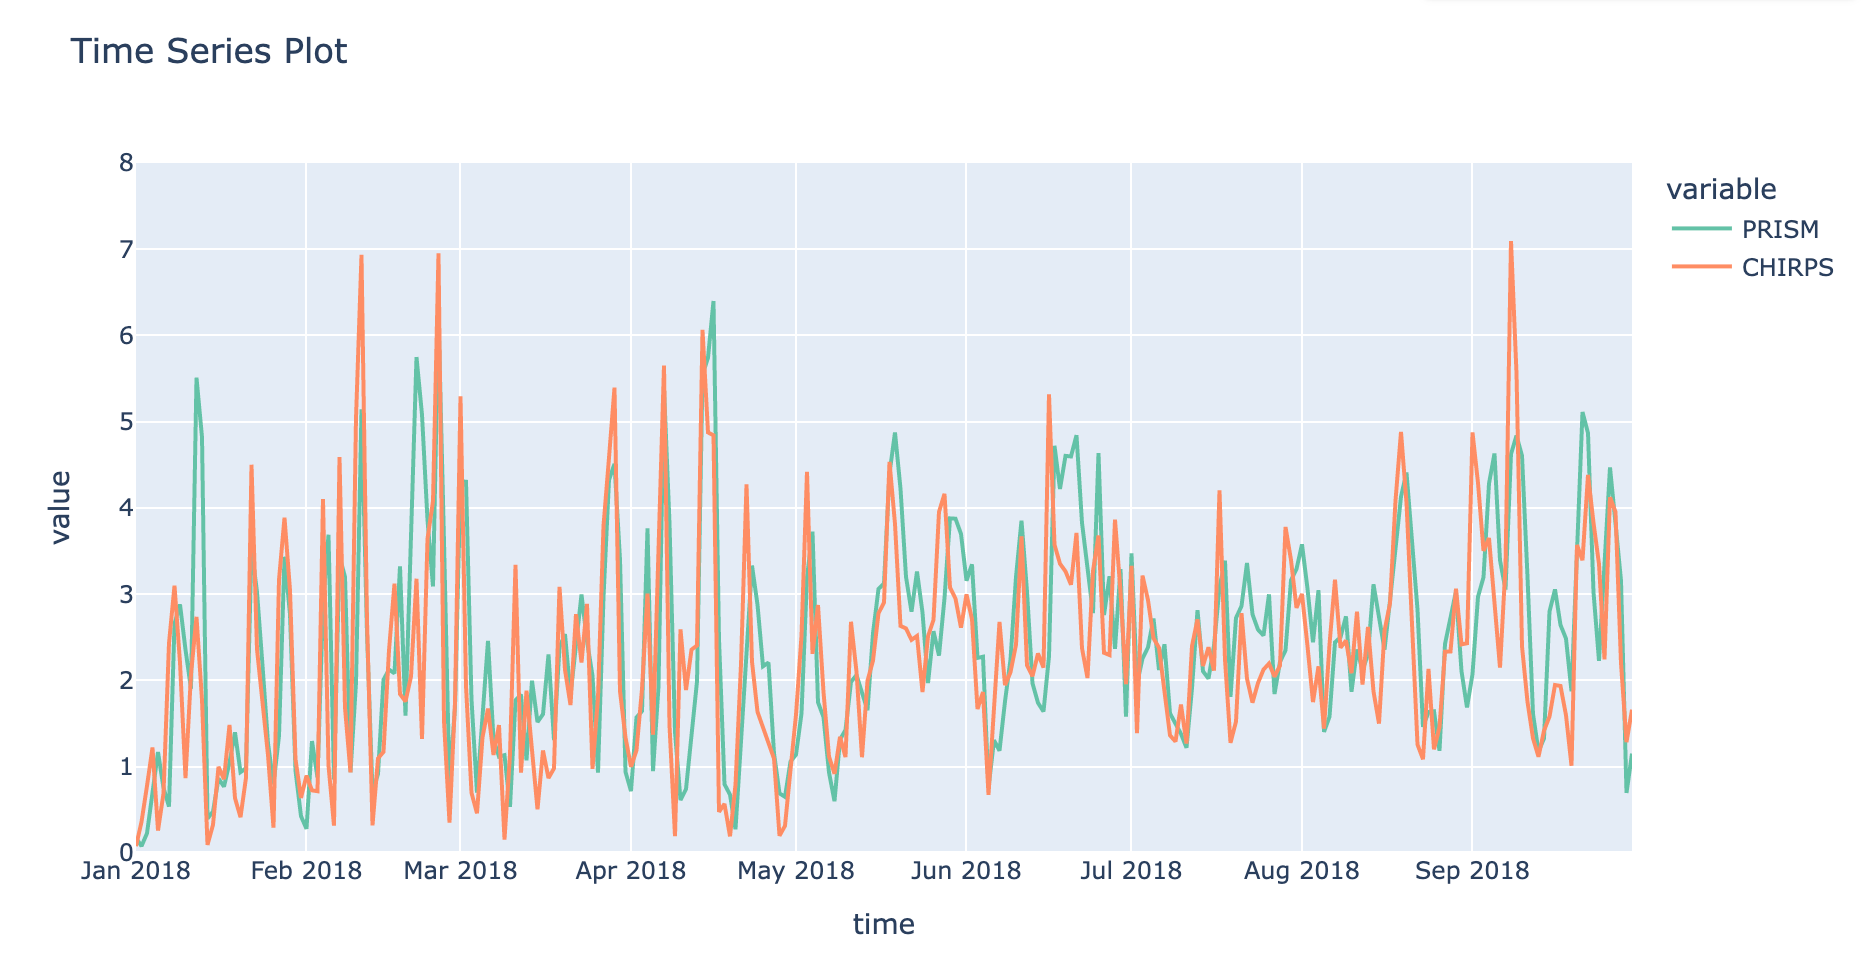 Time Series Plot
8
7
6
5
4
3
2
1
0
value
Jan 2018 Feb 2018 Mar 2018 Apr 2018 May 2018 Jun 2018 Jul 2018 Aug 2018 Sep 2018
time
variable
PRISM
CHIRPS